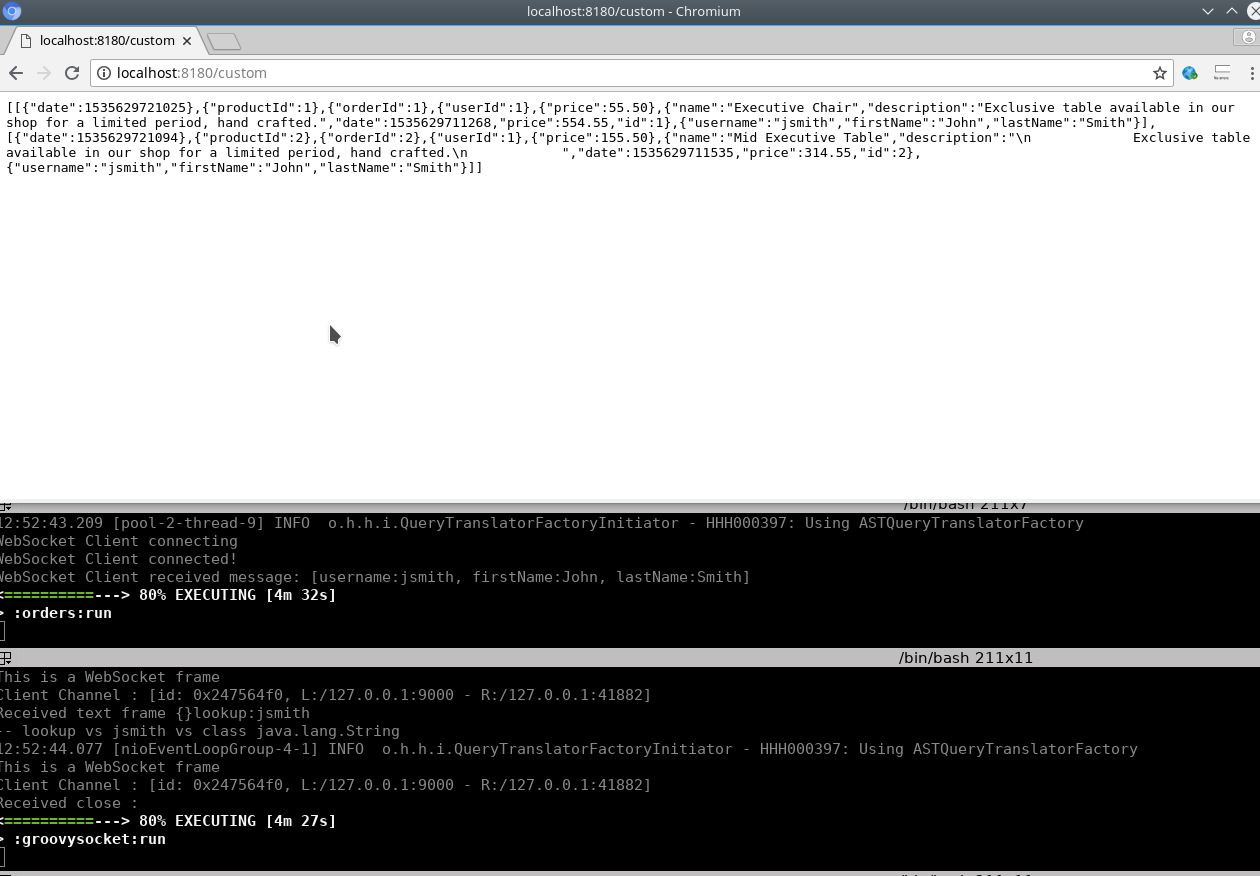 localhost:8180/custom - Chromium
localhost:8180/custom
localhost:8180/custom
[[{"date":1535629721025},{"productId":1},{"orderId":1},{"userId":1},{"price":55.50},{"name":"Executive Chair","description":"Exclusive table available in our
shop for a limited period, hand crafted.","date":1535629711268,"price":554.55,"id":1},{"username":"jsmith","firstName":"John","lastName":"Smith"}],
[{"date":1535629721094},{"productId":2},{"orderId":2},{"userId":1},{"price":155.50},{"name":"Mid Executive Table","description":"\n             Exclusive table
available in our shop for a limited period, hand crafted.\n            ","date":1535629711535,"price":314.55,"id":2},
{"username":"jsmith","firstName":"John","lastName":"Smith"}]]
/bin/bash 211x7
12:52:43.209 [pool-2-thread-9] INFO  o.h.h.i.QueryTranslatorFactoryInitiator - HHH000397: Using ASTQueryTranslatorFactory
WebSocket Client connecting
WebSocket Client connected!
WebSocket Client received message: [username:jsmith, firstName:John, lastName:Smith]
<==========---> 80% EXECUTING [4m 32s]
> :orders:run
/bin/bash 211x11
This is a WebSocket frame
Client Channel : [id: 0x247564f0, L:/127.0.0.1:9000 - R:/127.0.0.1:41882]
Received text frame {}lookup:jsmith
-- lookup vs jsmith vs class java.lang.String
12:52:44.077 [nioEventLoopGroup-4-1] INFO  o.h.h.i.QueryTranslatorFactoryInitiator - HHH000397: Using ASTQueryTranslatorFactory
This is a WebSocket frame
Client Channel : [id: 0x247564f0, L:/127.0.0.1:9000 - R:/127.0.0.1:41882]
Received close :
<==========---> 80% EXECUTING [4m 27s]
> :groovysocket:run